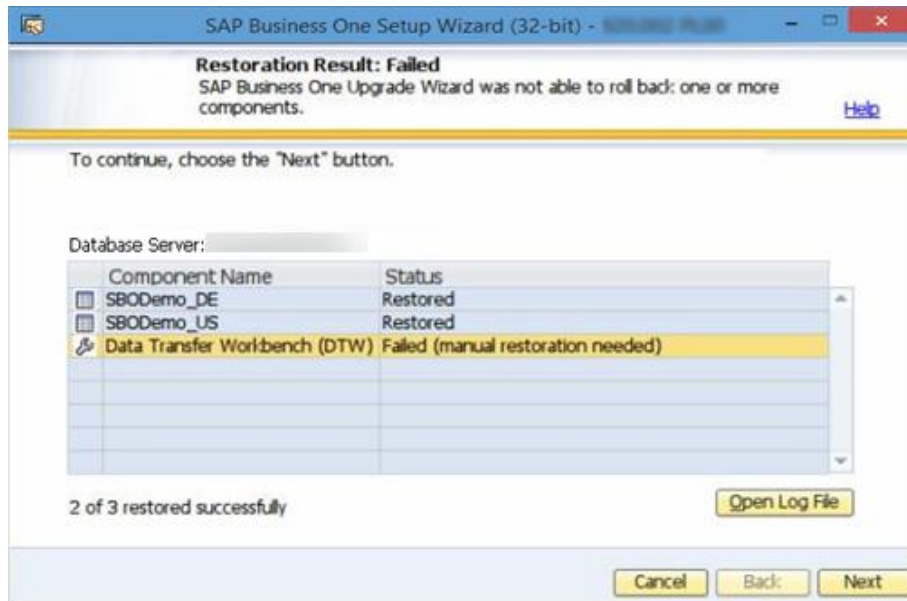 SAP Business One Setup Wizard (32-bit) -
Restoration Result: Failed
SAP Business One Upgrade Wizard was not able to roll back one or more
components.
Help
To continue, choose the "Next" button.
Database Server:
Component Name Status
SBODemo_DE Restored
SBODemo_US Restored
Data Transfer Workbench (DTW) Failed (manual restoration needed)
2 of 3 restored successfully
Open Log File
Cancel Back Next